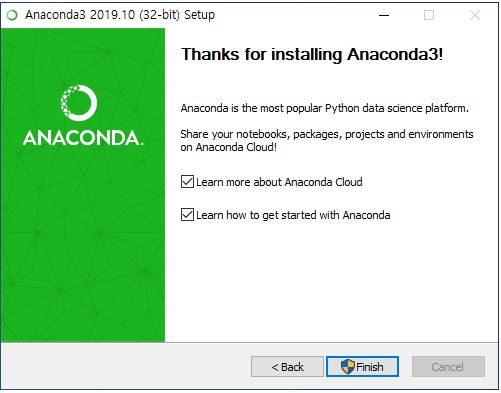 Anaconda3 2019.10 (32-bit) Setup
Thanks for installing Anaconda3!
ANACONDA.
Anaconda is the most popular Python data science platform.
Share your notebooks, packages, projects and environments
on Anaconda Cloud!
Learn more about Anaconda Cloud
Learn how to get started with Anaconda
< Back
Finish
Cancel